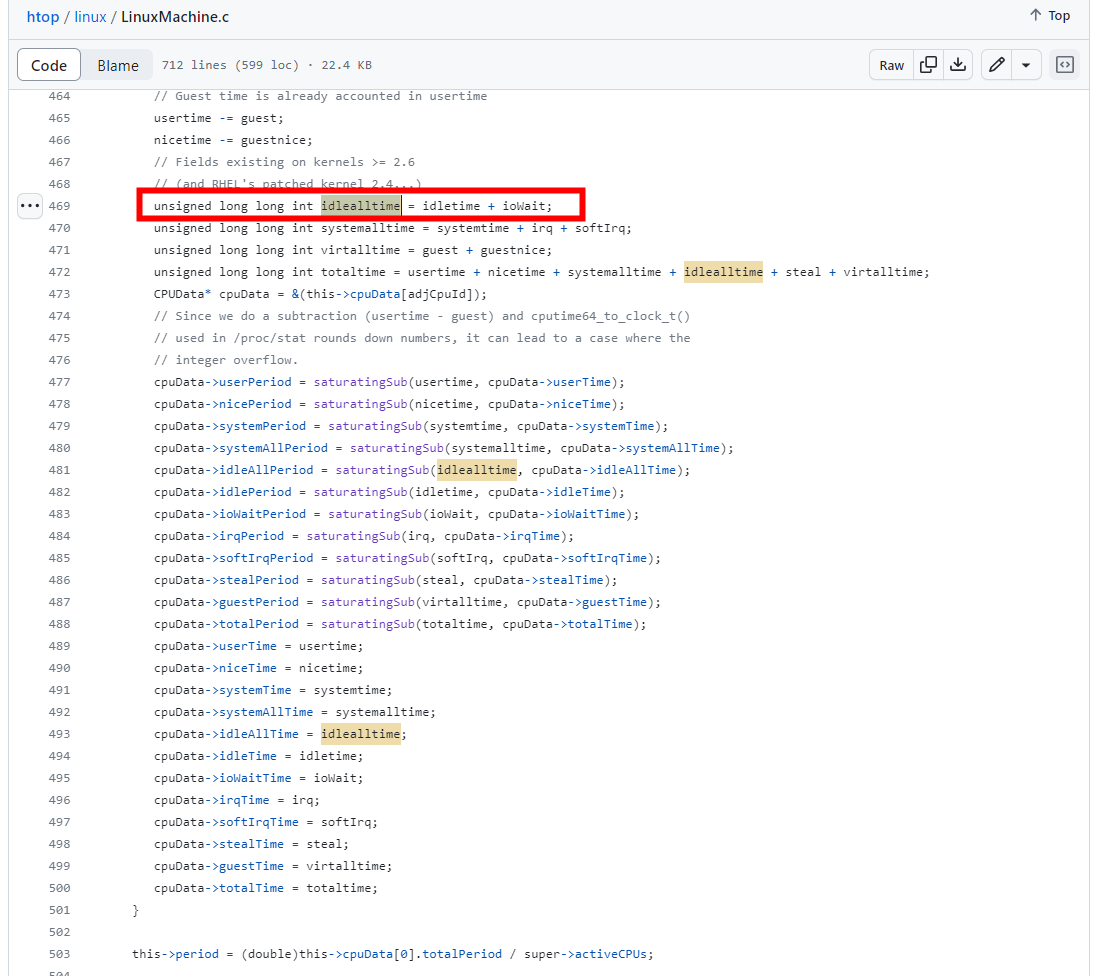 htop / linux / LinuxMachine.c
Top
Code Blame 712 lines (599 loc) · 22.4 KB Raw
464 // Guest time is already accounted in usertime
465 usertime -= guest;
466 nicetime -= guestnice;
467 // Fields existing on kernels >= 2.6
468 // (and RHEL's patched kernel 2.4...)
469 unsigned long long int idlealltime = idletime + ioWait;
470 unsigned long long int systemalltime = systemtime + irq + softIrq;
471 unsigned long long int virtalltime = guest + guestnice;
472 unsigned long long int totaltime = usertime + nicetime + systemalltime + idlealltime + steal + virtalltime;
473 CPUData* cpuData = &(this->cpuData[adjCpuId]);
474 // Since we do a subtraction (usertime - guest) and cputime64_to_clock_t()
475 // used in /proc/stat rounds down numbers, it can lead to a case where the
476 // integer overflow.
477 cpuData->userPeriod = saturatingSub(usertime, cpuData->userTime);
478 cpuData->nicePeriod = saturatingSub(nicetime, cpuData->niceTime);
479 cpuData->systemPeriod = saturatingSub(systemtime, cpuData->systemTime);
480 cpuData->systemAllPeriod = saturatingSub(systemalltime, cpuData->systemAllTime);
481 cpuData->idleAllPeriod = saturatingSub(idlealltime, cpuData->idleAllTime);
482 cpuData->idlePeriod = saturatingSub(idletime, cpuData->idleTime);
483 cpuData->ioWaitPeriod = saturatingSub(ioWait, cpuData->ioWaitTime);
484 cpuData->irqPeriod = saturatingSub(irq, cpuData->irqTime);
485 cpuData->softIrqPeriod = saturatingSub(softIrq, cpuData->softIrqTime);
486 cpuData->stealPeriod = saturatingSub(steal, cpuData->stealTime);
487 cpuData->guestPeriod = saturatingSub(virtalltime, cpuData->guestTime);
488 cpuData->totalPeriod = saturatingSub(totaltime, cpuData->totalTime);
489 cpuData->userTime = usertime;
490 cpuData->niceTime = nicetime;
491 cpuData->systemTime = systemtime;
492 cpuData->systemAllTime = systemalltime;
493 cpuData->idleAllTime = idlealltime;
494 cpuData->idleTime = idletime;
495 cpuData->ioWaitTime = ioWait;
496 cpuData->irqTime = irq;
497 cpuData->softIrqTime = softIrq;
498 cpuData->stealTime = steal;
499 cpuData->guestTime = virtalltime;
500 cpuData->totalTime = totaltime;
501 }
502
503 this->period = (double)this->cpuData[0].totalPeriod / super->activeCPUs;
504